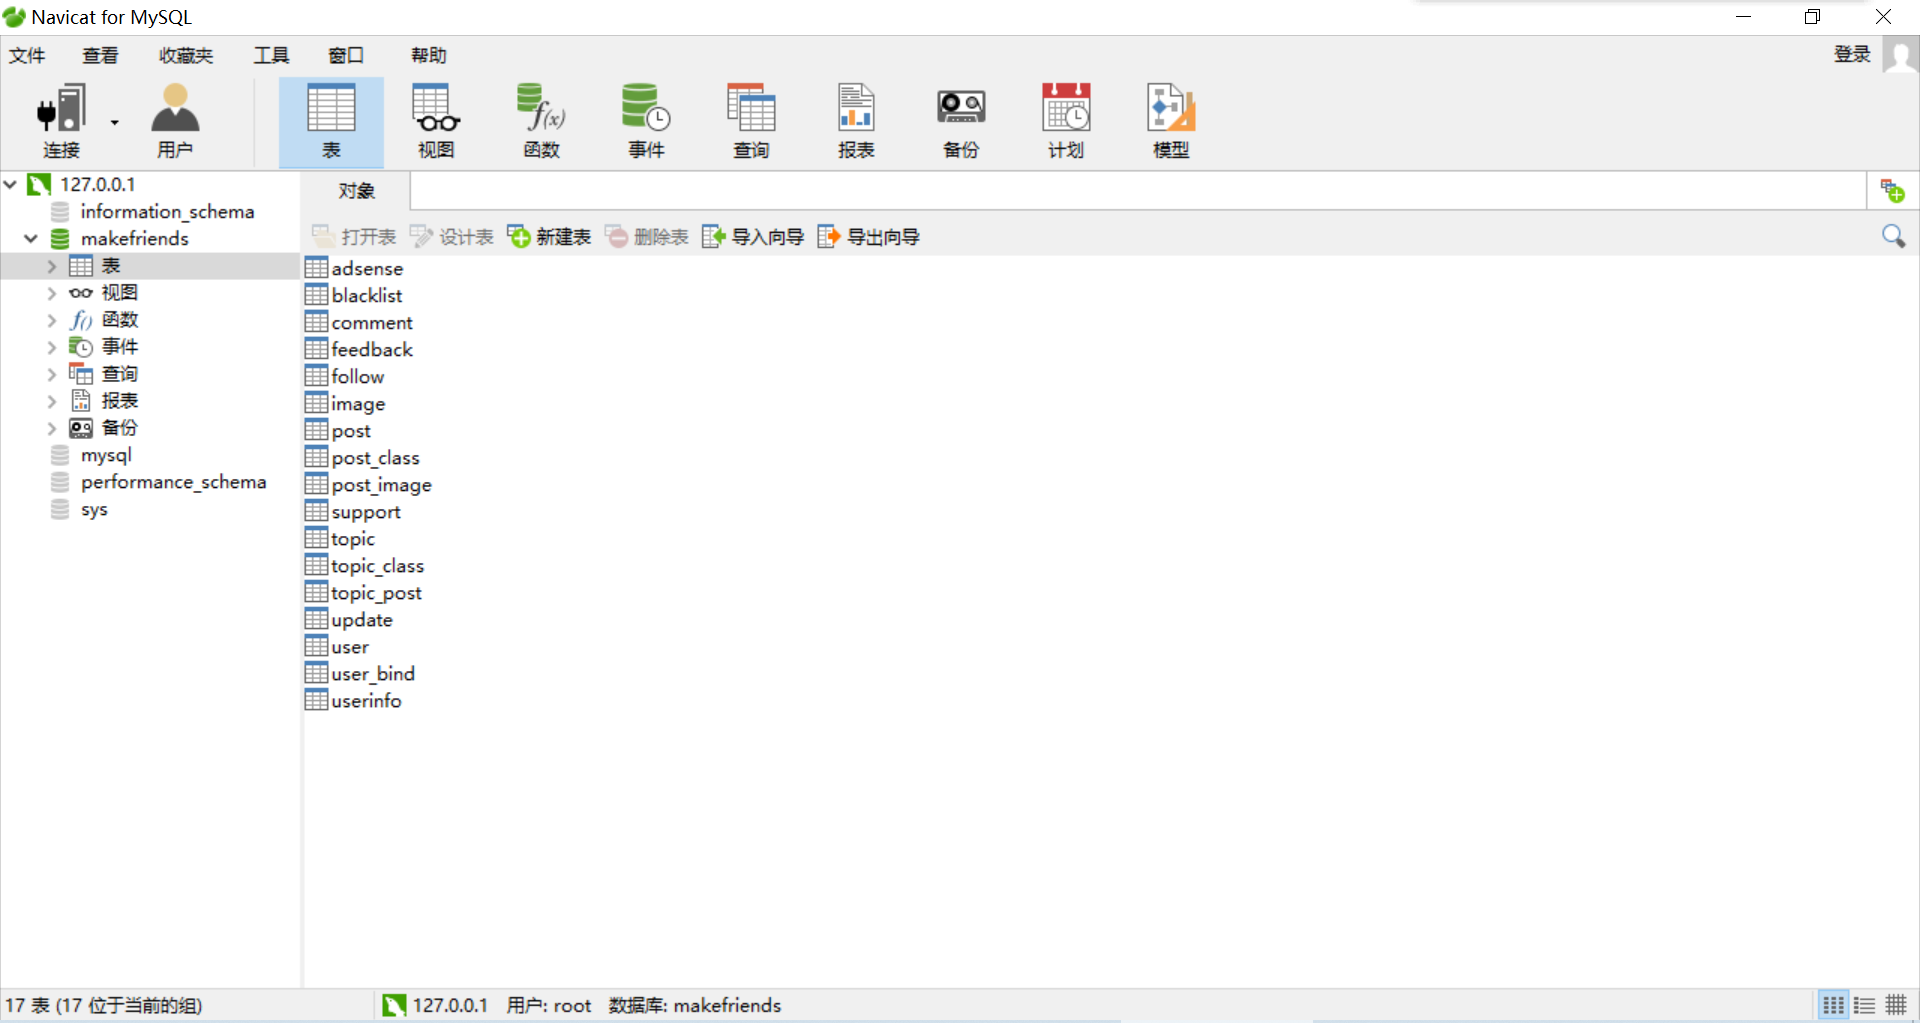 Navicat for MySQL
文件 查看 收藏夹 工具 窗口 帮助 登录
连接 用户 表 视图 函数 事件 查询 报表 备份 计划 模型
127.0.0.1
information_schema
makefriends
表
视图
函数
事件
查询
报表
备份
mysql
performance_schema
sys
对象
打开表 设计表 新建表 删除表 导入向导 导出向导
adsense
blacklist
comment
feedback
follow
image
post
post_class
post_image
support
topic
topic_class
topic_post
update
user
user_bind
userinfo
17 表 (17 位于当前的组) 127.0.0.1 用户: root 数据库: makefriends